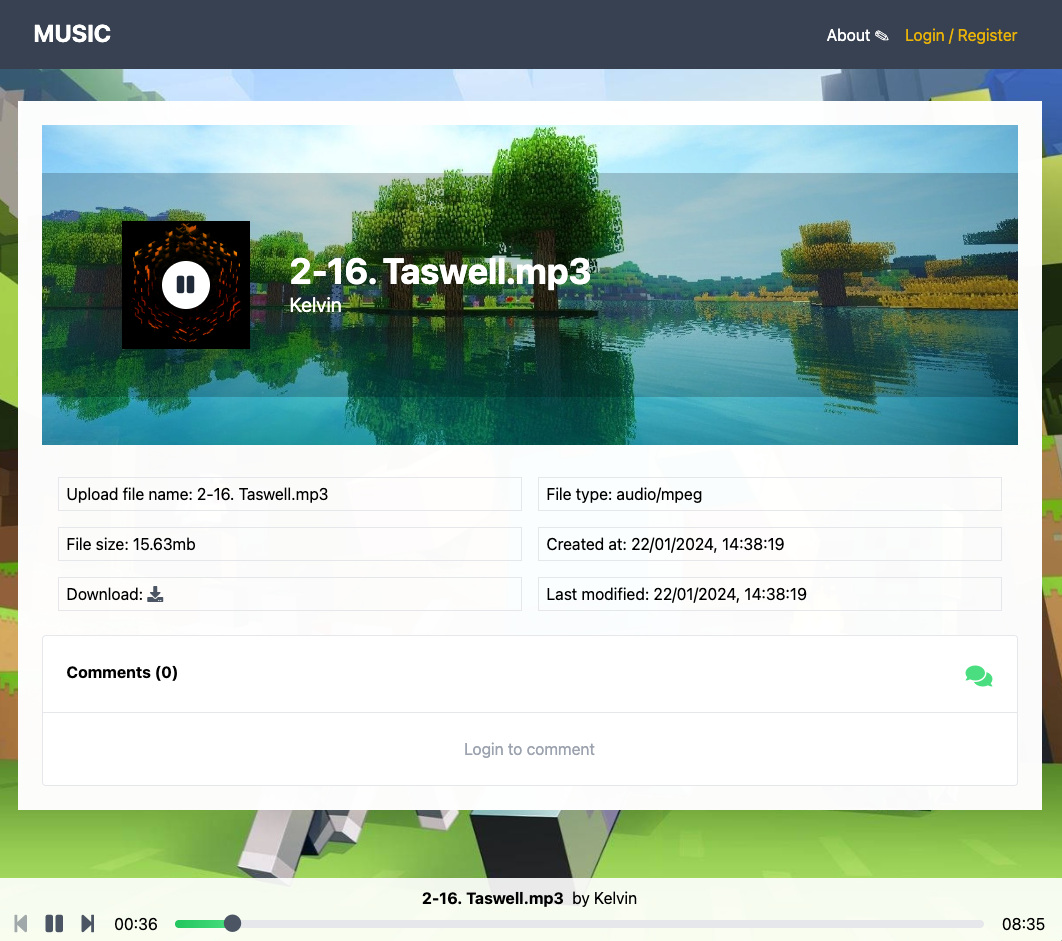 MUSIC
About ✎ Login / Register
2-16. Taswell.mp3
Kelvin
Upload file name: 2-16. Taswell.mp3
File type: audio/mpeg
File size: 15.63mb
Created at: 22/01/2024, 14:38:19
Download:
Last modified: 22/01/2024, 14:38:19
Comments (0)
Login to comment
2-16. Taswell.mp3 by Kelvin
00:36 08:35